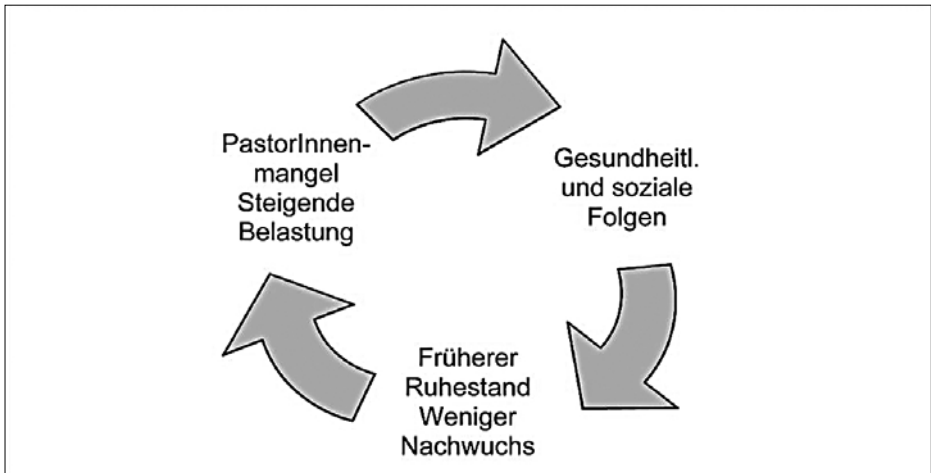 PastorInnen-
mangel
Steigende
Belastung
Gesundheitl.
und soziale
Folgen
Früherer
Ruhestand
Weniger
Nachwuchs